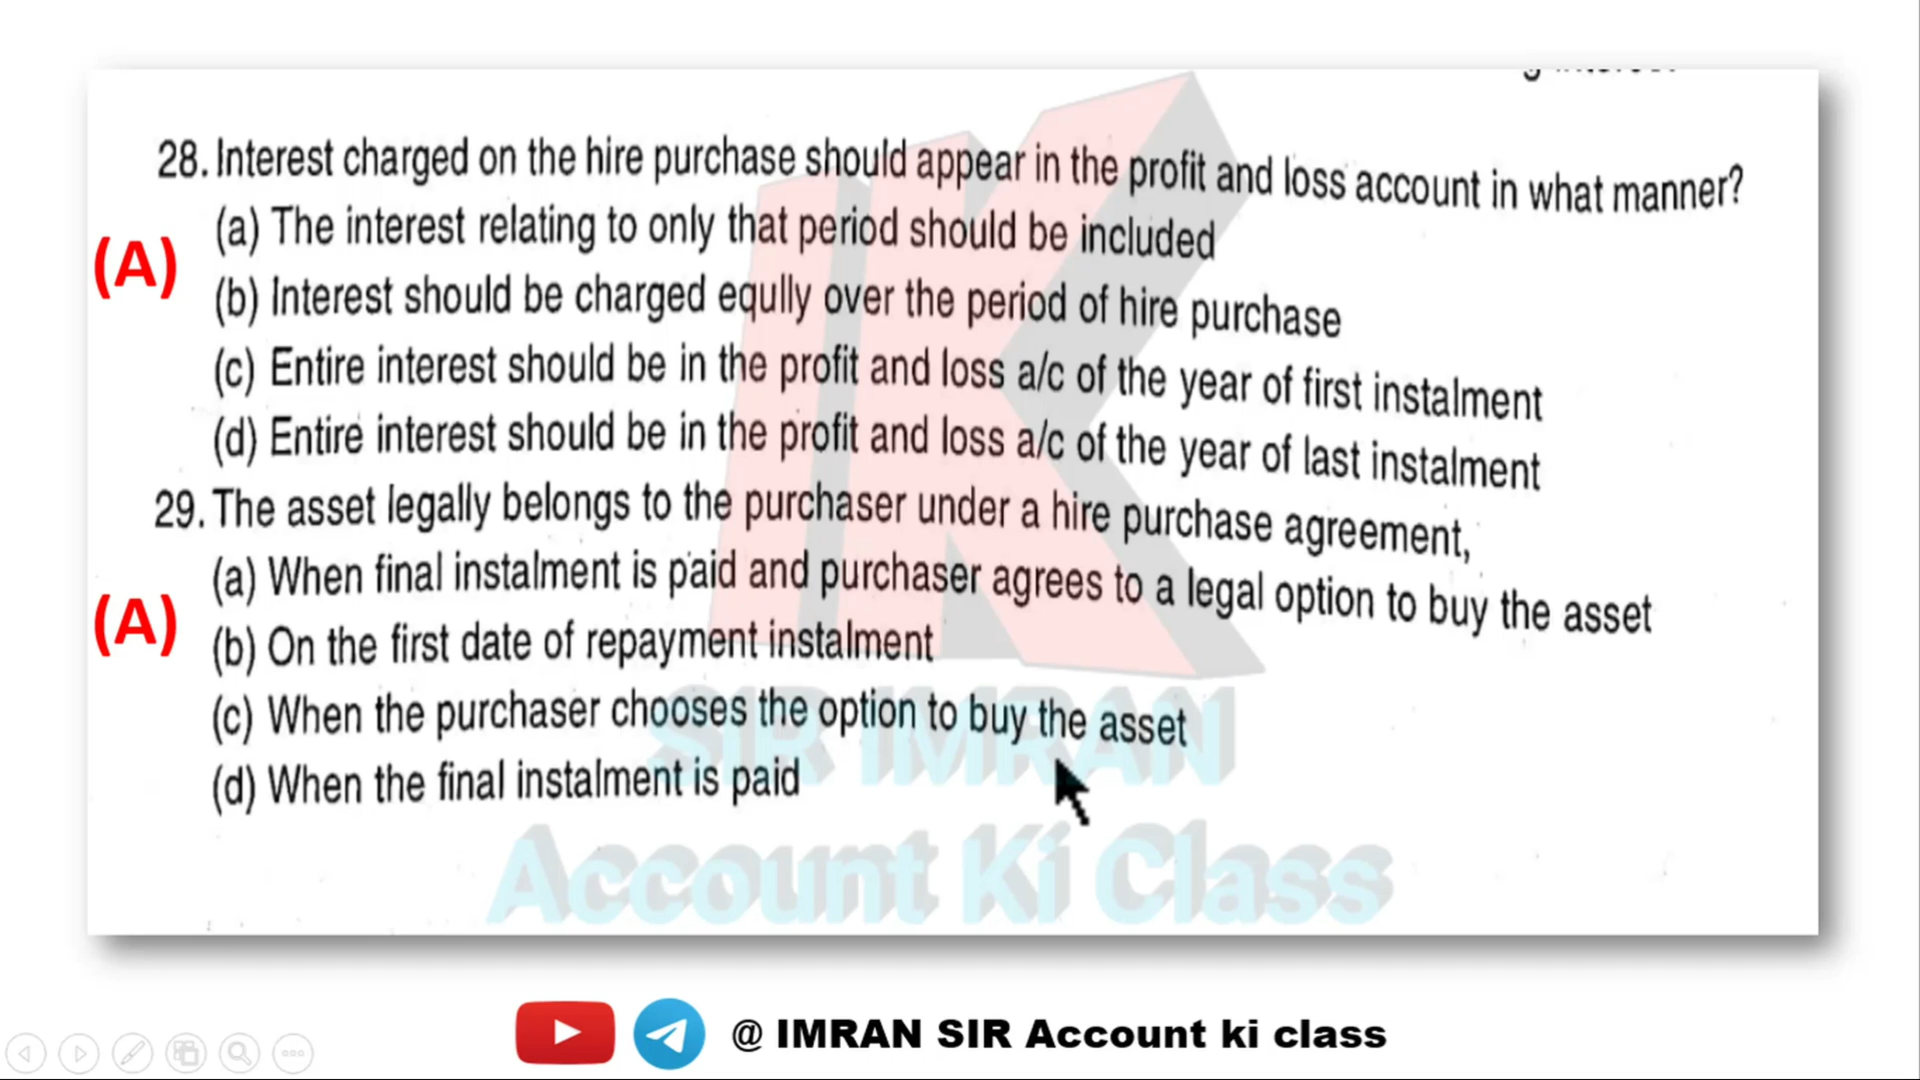 28. Interest charged on the hire purchase should appear in the profit and loss account in what manner?
(a) The interest relating to only that period should be included
(A)
(b) Interest should be charged eqully over the period of hire purchase
(c) Entire interest should be in the profit and loss a/c of the year of first instalment
(d) Entire interest should be in the profit and loss a/c of the year of last instalment
29. The asset legally belongs to the purchaser under a hire purchase agreement,
(a) When final instalment is paid and purchaser agrees to a legal option to buy the asset
(A)
(b) On the first date of repayment instalment
(c) When the purchaser chooses the option to buy the asset
(d) When the final instalment is paid
SIR IMRAN
Account Ki Class
@ IMRAN SIR Account ki class